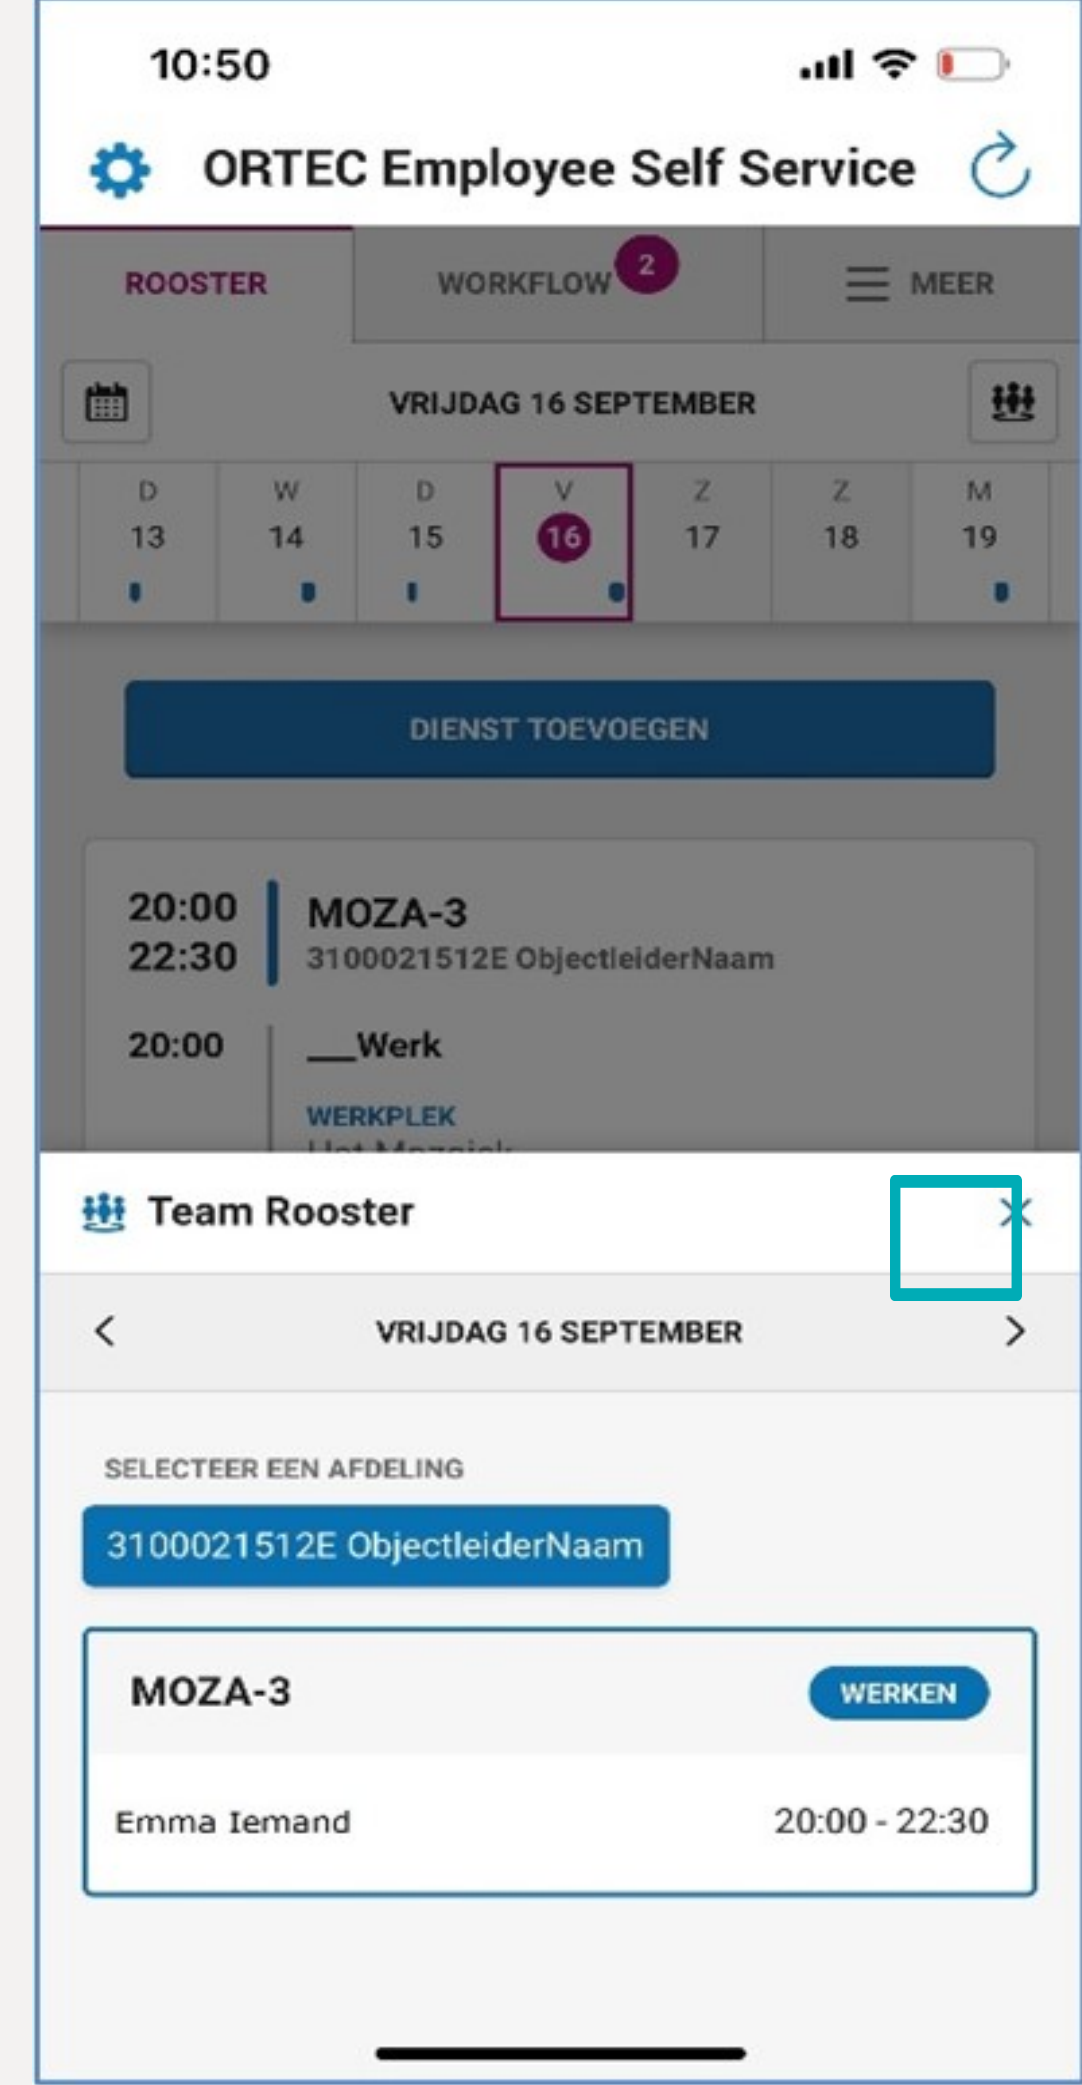 10:50
ORTEC Employee Self Service
ROOSTER
WORKFLOW 2
MEER
VRIJDAG 16 SEPTEMBER
D W D V Z Z M
13 14 15 16 17 18 19
DIENST TOEVOEGEN
20:00 MOZA-3
22:30 3100021512E ObjectleiderNaam
20:00 ___Werk
WERKPLEK
Team Rooster
VRIJDAG 16 SEPTEMBER
SELECTEER EEN AFDELING
3100021512E ObjectleiderNaam
MOZA-3 WERKEN
Emma Iemand 20:00 - 22:30